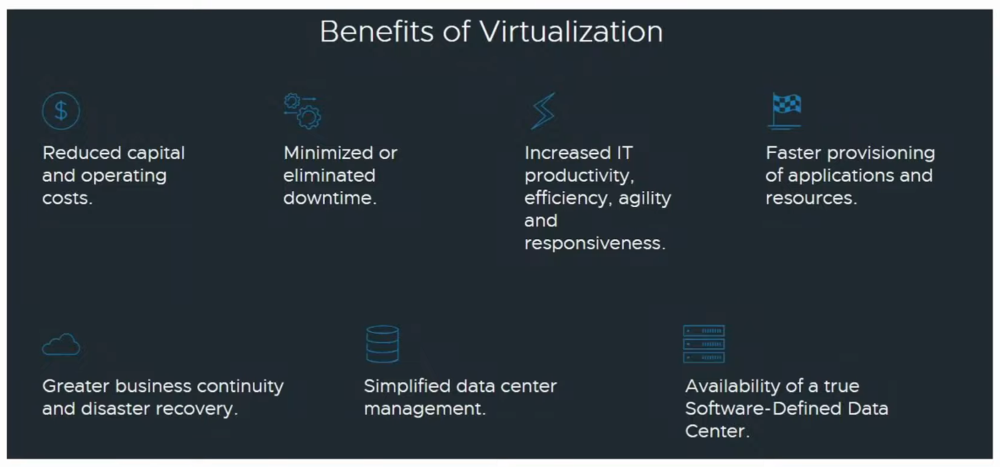 Benefits of Virtualization
Reduced capital
and operating
costs.
Minimized or
eliminated
downtime.
Increased IT
productivity,
efficiency, agility
and
responsiveness.
Faster provisioning
of applications and
resources.
Greater business continuity
and disaster recovery.
Simplified data center
management.
Availability of a true
Software-Defined Data
Center.